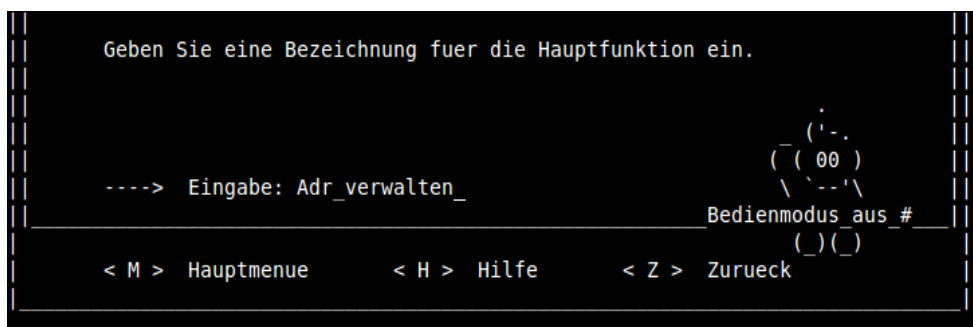 Geben Sie eine Bezeichnung fuer die Hauptfunktion ein.
----> Eingabe: Adr_verwalten_
Bedienmodus_aus_#
< M > Hauptmenue < H > Hilfe < Z > Zurueck